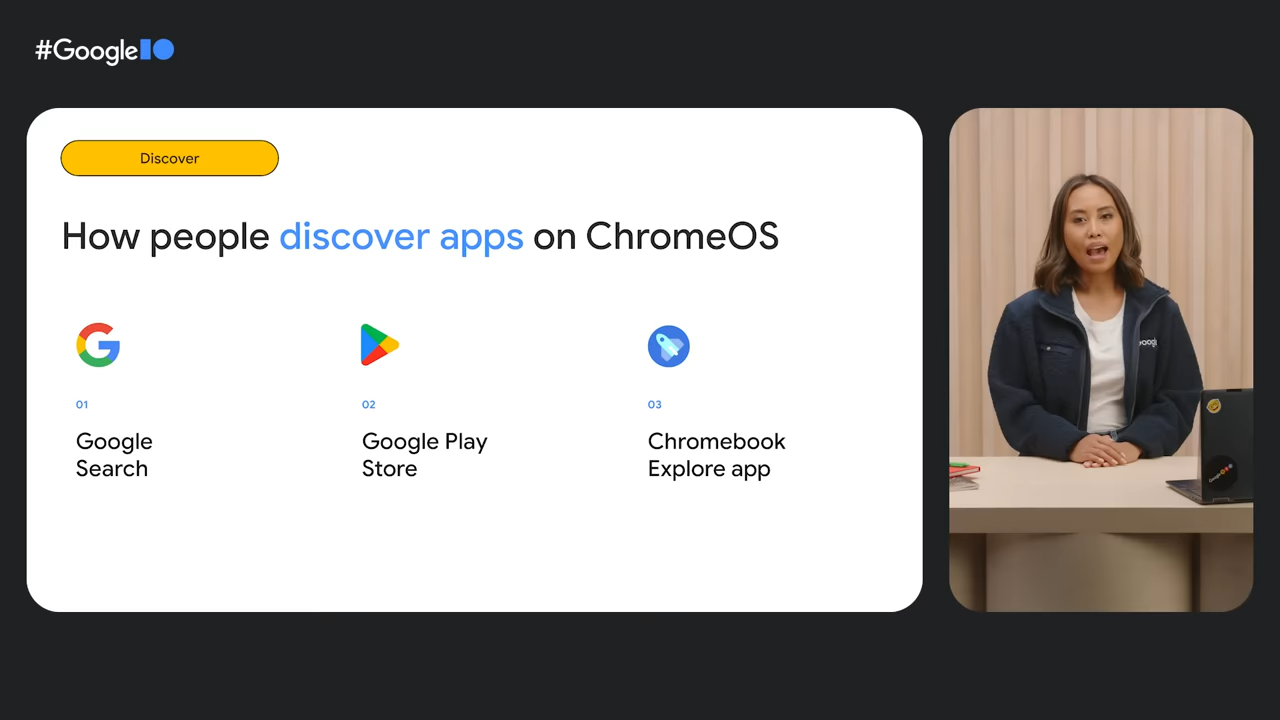 #GoogleIO
Discover
How people discover apps on ChromeOS
01
Google
Search
02
Google Play
Store
03
Chromebook
Explore app
Google